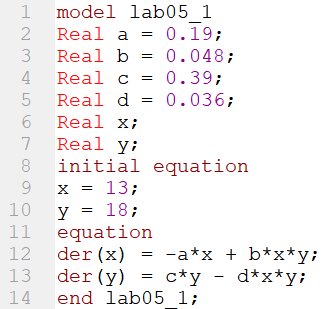 1 model lab05_1
2 Real a = 0.19;
3 Real b = 0.048;
4 Real c = 0.39;
5 Real d = 0.036;
6 Real x;
7 Real y;
8 initial equation
9 x = 13;
10 y = 18;
11 equation
12 der(x) = -a*x + b*x*y;
13 der(y) = c*y - d*x*y;
14 end lab05_1;